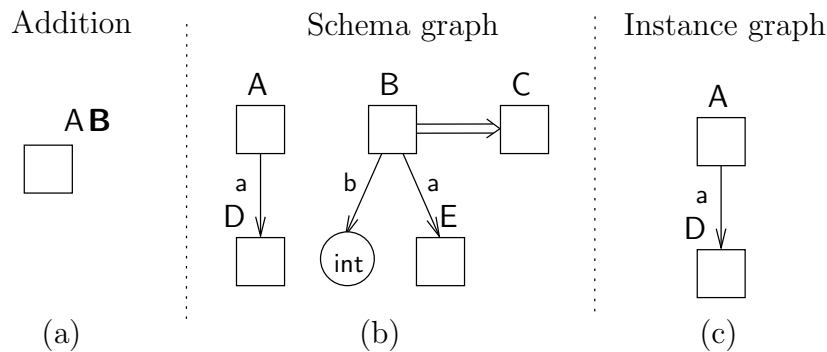 Addition Schema graph Instance graph
A B C
A B A
a b a a
D E D
int
(a) (b) (c)